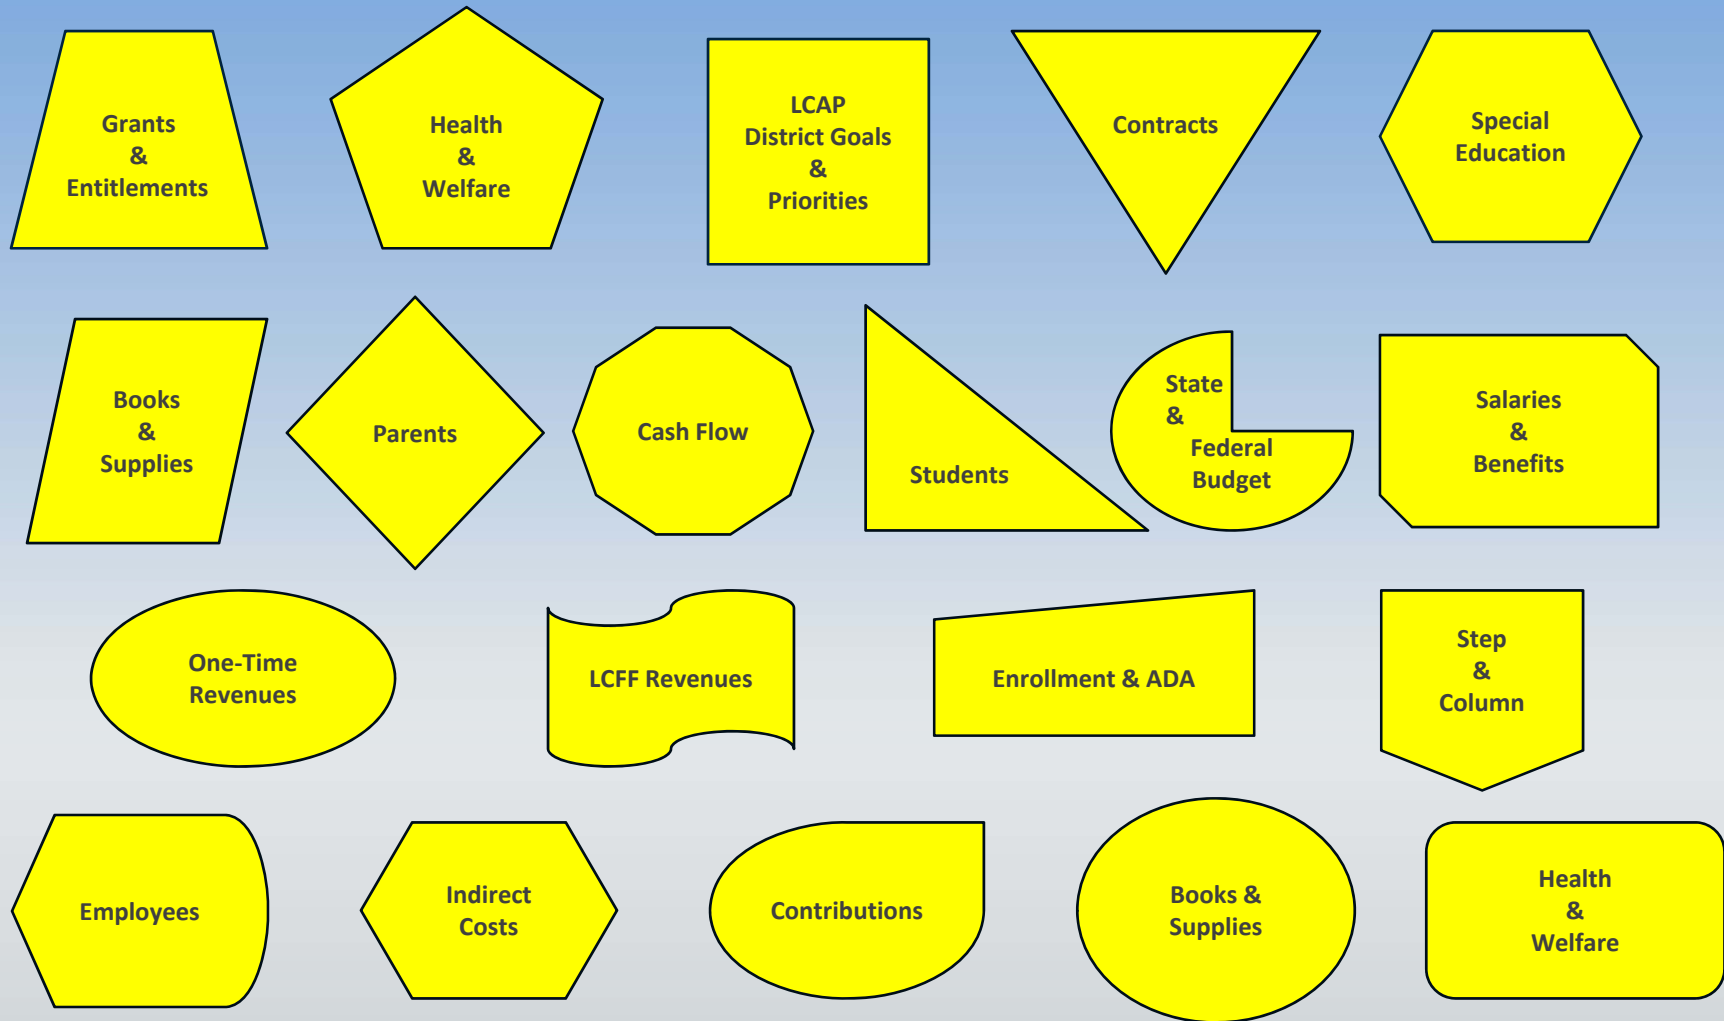 Grants
&
Entitlements
Health
&
Welfare
LCAP
District Goals
&
Priorities
Contracts
Special
Education
Books
&
Supplies
Parents
Cash Flow
Students
State
&
Federal
Budget
Salaries
&
Benefits
One-Time
Revenues
LCFF Revenues
Enrollment & ADA
Step
&
Column
Employees
Indirect
Costs
Contributions
Books &
Supplies
Health
&
Welfare